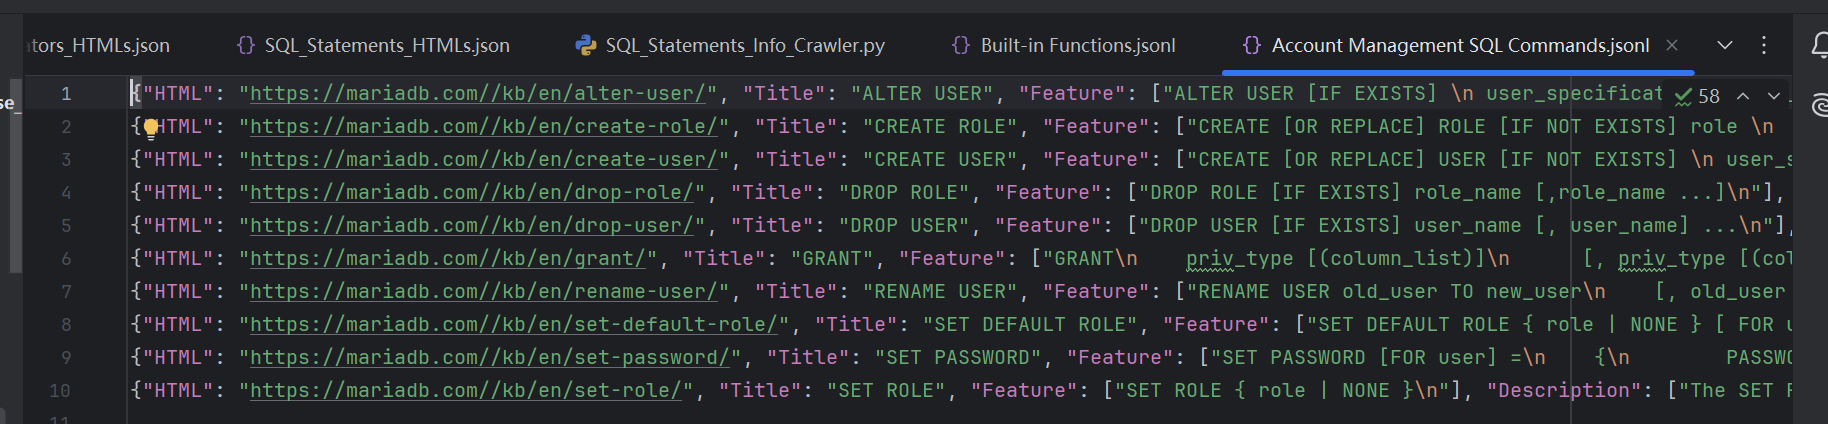 tors_HTMLs.json SQL_Statements_HTMLs.json SQL_Statements_Info_Crawler.py Built-in Functions.jsonl Account Management SQL Commands.jsonl
1 {"HTML": "https://mariadb.com//kb/en/alter-user/", "Title": "ALTER USER", "Feature": ["ALTER USER [IF EXISTS] \n user_specificat 58
se_ 2 {"HTML": "https://mariadb.com//kb/en/create-role/", "Title": "CREATE ROLE", "Feature": ["CREATE [OR REPLACE] ROLE [IF NOT EXISTS] role \n
3 {"HTML": "https://mariadb.com//kb/en/create-user/", "Title": "CREATE USER", "Feature": ["CREATE [OR REPLACE] USER [IF NOT EXISTS] \n user_s
4 {"HTML": "https://mariadb.com//kb/en/drop-role/", "Title": "DROP ROLE", "Feature": ["DROP ROLE [IF EXISTS] role_name [,role_name ...]\n"],
5 {"HTML": "https://mariadb.com//kb/en/drop-user/", "Title": "DROP USER", "Feature": ["DROP USER [IF EXISTS] user_name [, user_name] ...\n"],
6 {"HTML": "https://mariadb.com//kb/en/grant/", "Title": "GRANT", "Feature": ["GRANT\n    priv_type [(column_list)]\n      [, priv_type [(col
7 {"HTML": "https://mariadb.com//kb/en/rename-user/", "Title": "RENAME USER", "Feature": ["RENAME USER old_user TO new_user\n    [, old_user
8 {"HTML": "https://mariadb.com//kb/en/set-default-role/", "Title": "SET DEFAULT ROLE", "Feature": ["SET DEFAULT ROLE { role | NONE } [ FOR u
9 {"HTML": "https://mariadb.com//kb/en/set-password/", "Title": "SET PASSWORD", "Feature": ["SET PASSWORD [FOR user] =\n    {\n        PASSWO
10 {"HTML": "https://mariadb.com//kb/en/set-role/", "Title": "SET ROLE", "Feature": ["SET ROLE { role | NONE }\n"], "Description": ["The SET R
11